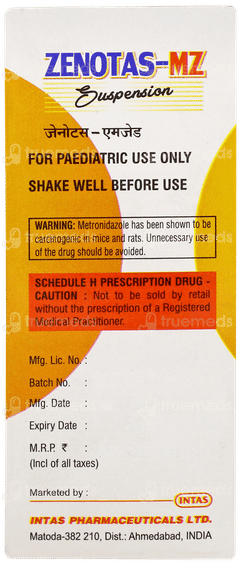 ZENOTAS-MZ
Suspension
जेनोटस - एमजेड
FOR PAEDIATRIC USE ONLY
SHAKE WELL BEFORE USE
WARNING: Metronidazole has been shown to
be carcinogenic in mice and rats. Unnecessary use
of the drug should be avoided.
SCHEDULE H PRESCRIPTION DRUG -
CAUTION : Not to be sold by retail
without the prescription of a Registered
Medical Practitioner.
Mfg. Lic. No. :
Batch No. :
Mfg. Date :
Expiry Date :
M.R.P. ₹ :
(Incl of all taxes)
Marketed by :
INTAS
INTAS PHARMACEUTICALS LTD.
Matoda-382 210, Dist.: Ahmedabad, INDIA
truemeds